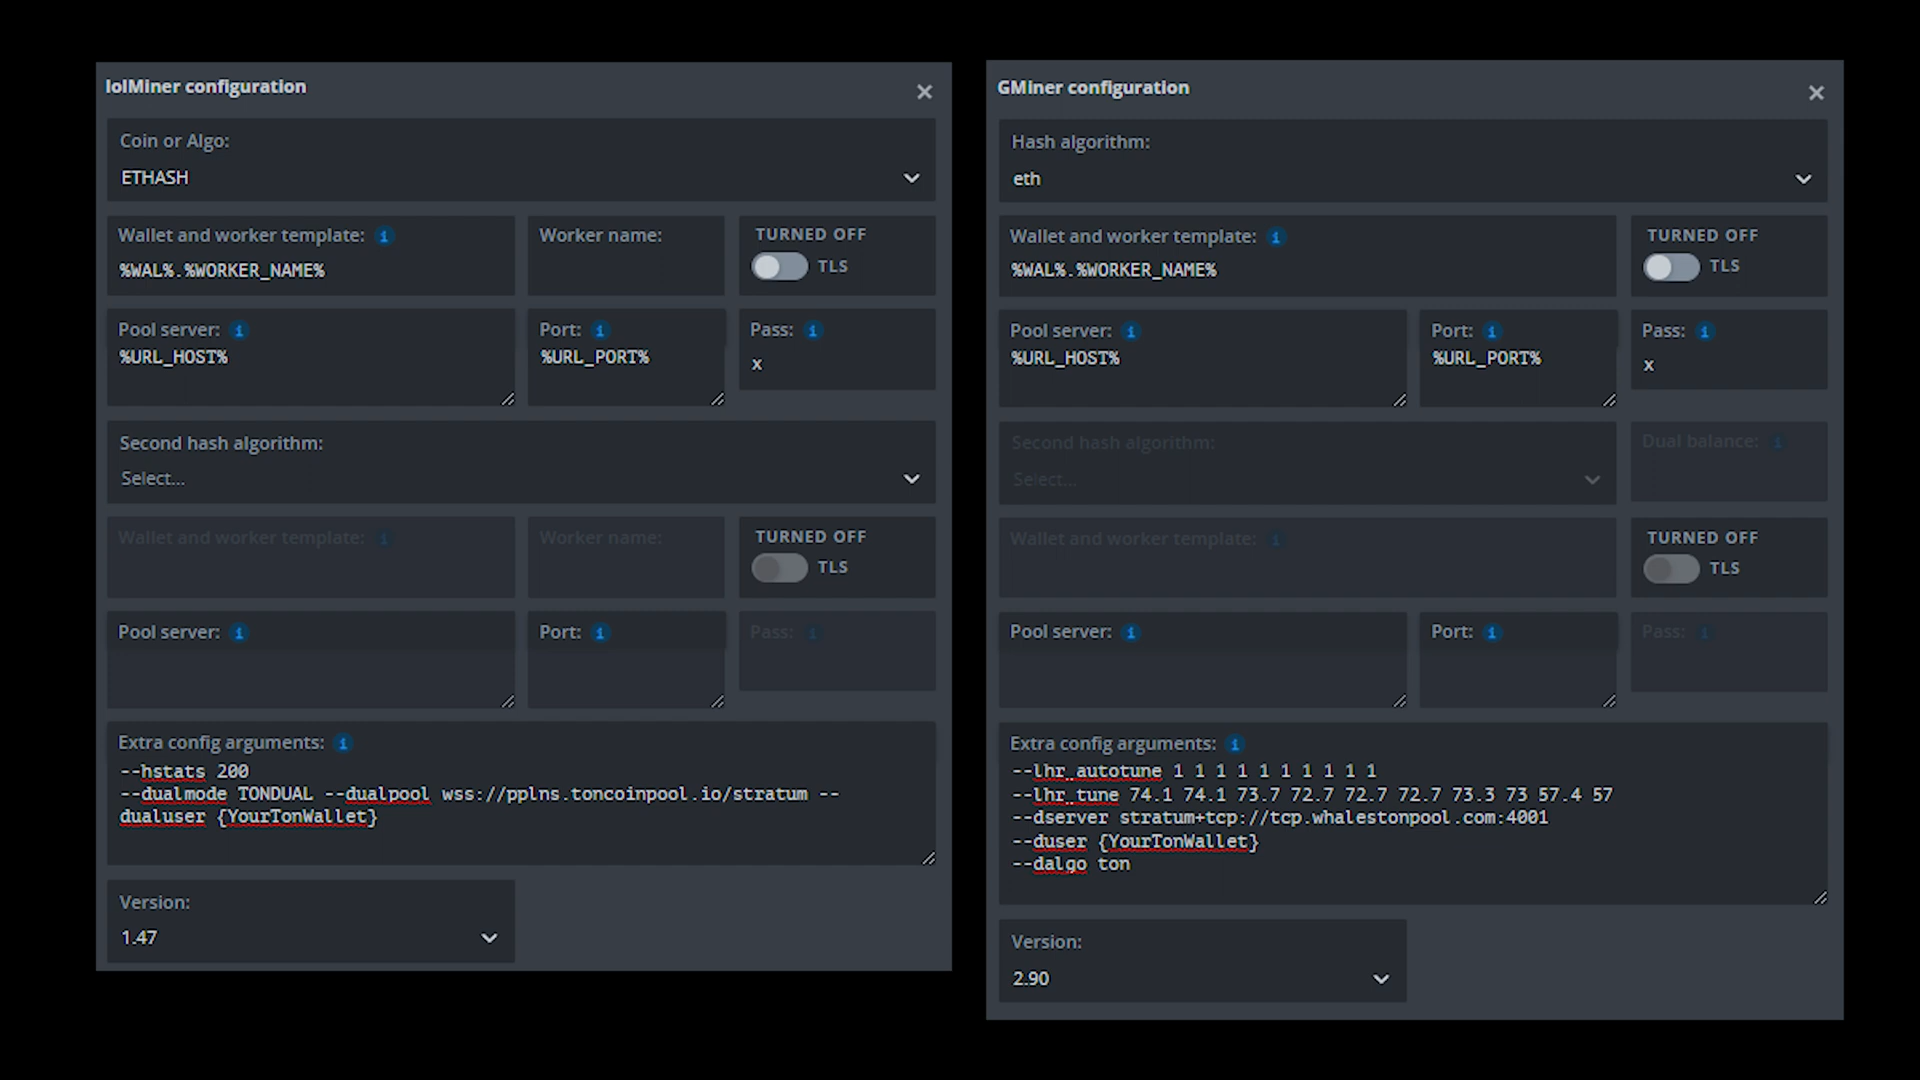 lolMiner configuration
Coin or Algo:
ETHASH
Wallet and worker template:
%WAL%.%WORKER_NAME%
Worker name:
TURNED OFF
TLS
Pool server:
%URL_HOST%
Port:
%URL_PORT%
Pass:
x
Second hash algorithm:
Select...
Wallet and worker template:
Worker name:
TURNED OFF
TLS
Pool server:
Port:
Pass:
Extra config arguments:
--hstats 200
--dualmode TONDUAL --dualpool wss://pplns.toncoinpool.io/stratum --
dualuser {YourTonWallet}
Version:
1.47
GMiner configuration
Hash algorithm:
eth
Wallet and worker template:
%WAL%.%WORKER_NAME%
TURNED OFF
TLS
Pool server:
%URL_HOST%
Port:
%URL_PORT%
Pass:
x
Second hash algorithm:
Select...
Dual balance:
Wallet and worker template:
TURNED OFF
TLS
Pool server:
Port:
Pass:
Extra config arguments:
--lhr_autotune 1 1 1 1 1 1 1 1 1 1
--lhr_tune 74.1 74.1 73.7 72.7 72.7 72.7 73.3 73 57.4 57
--dserver stratum+tcp://tcp.whalestonpool.com:4001
--duser {YourTonWallet}
--dalgo ton
Version:
2.90